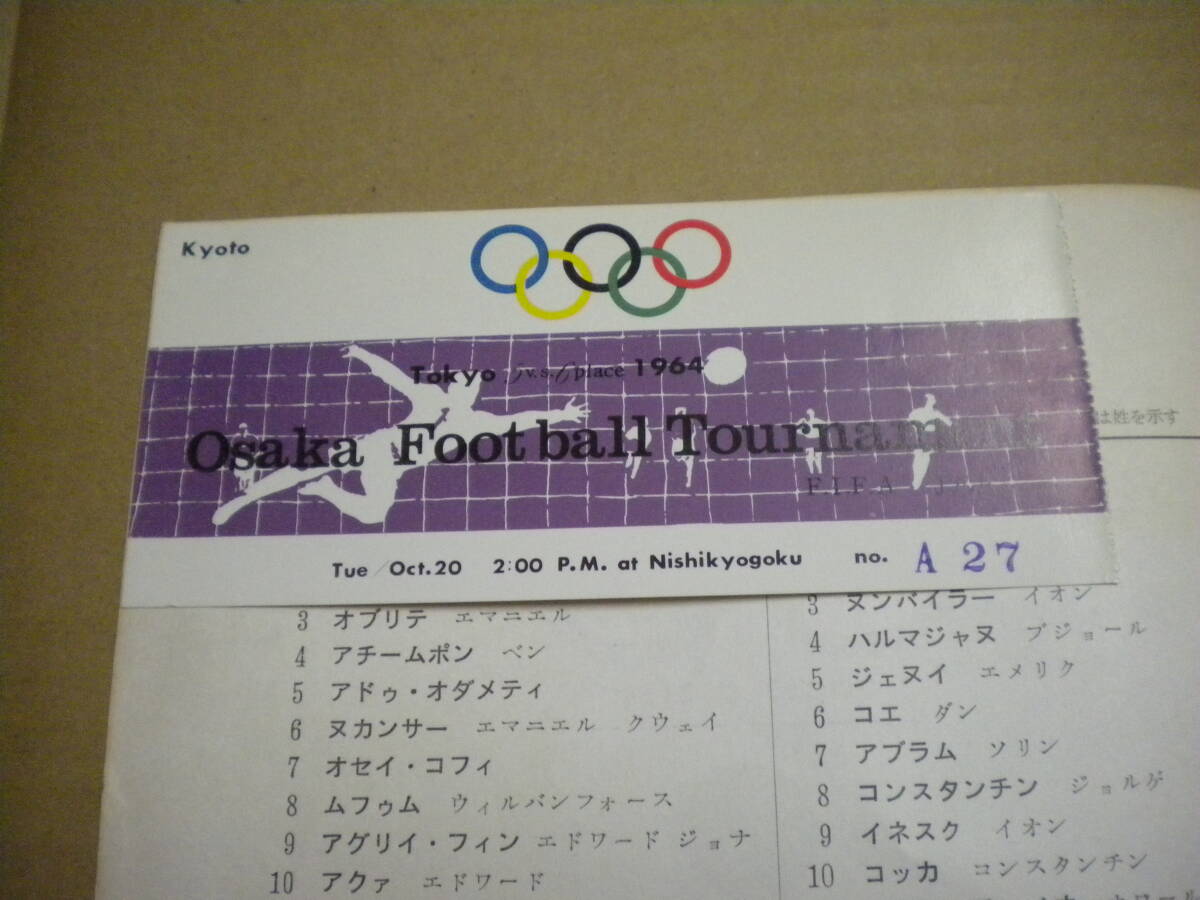 Kyoto
Tokyo 5 v.s. 6 place 1964
Osaka Football Tournament
F.I.F.A
は姓を示す
Tue/Oct.20 2:00 P.M. at Nishikyogoku no. A 27
3 オブリテ エマニエル
4 アチームポン ベン
5 アドゥ・オダメティ
6 ヌカンサー エマニエル クウェイ
7 オセイ・コフィ
8 ムフゥム ウィルバンフォース
9 アグリイ・フィン エドワード ジョナ
10 アクァ エドワード
3 ヌンバイラー イオン
4 ハルマジャヌ ブジョール
5 ジェヌイ エメリク
6 コエ ダン
7 アブラム ソリン
8 コンスタンチン ジョルゲ
9 イネスク イオン
10 コッカ コンスタンチン